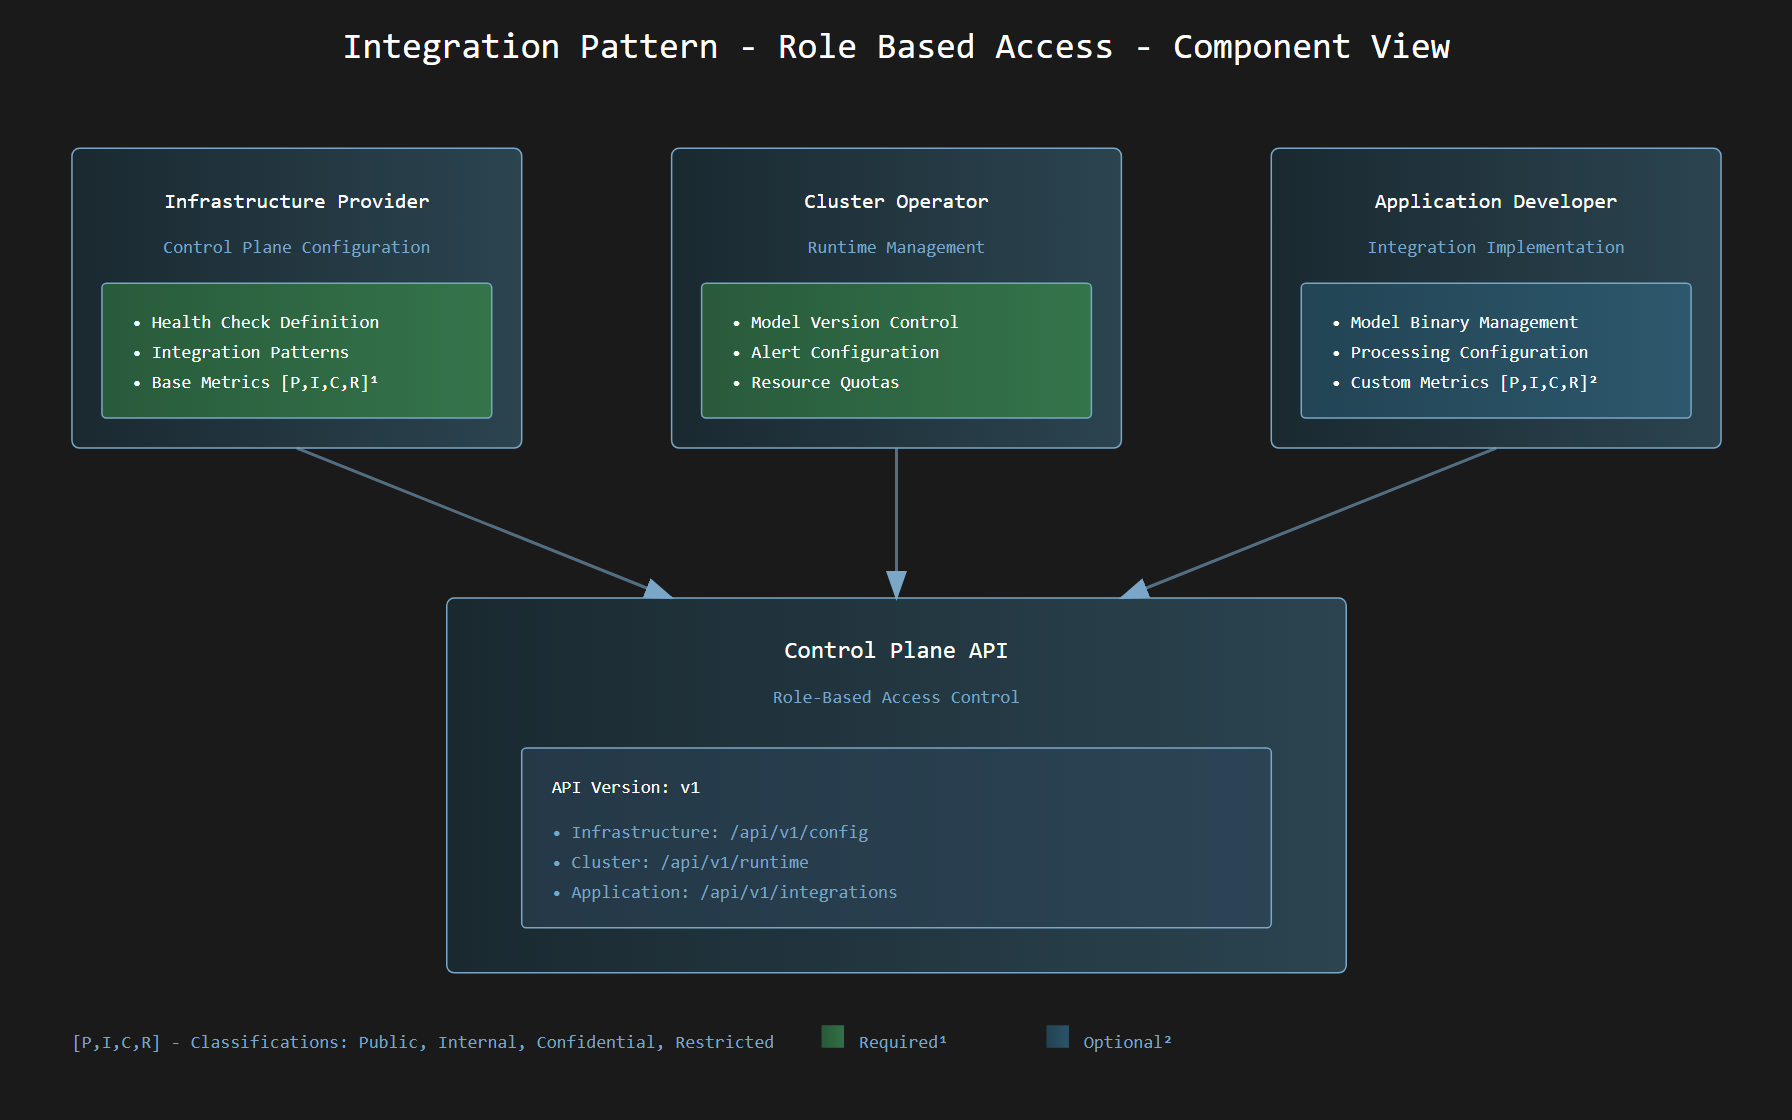 Integration Pattern - Role Based Access - Component View
Infrastructure Provider
Control Plane Configuration
• Health Check Definition
• Integration Patterns
• Base Metrics [P,I,C,R]¹
Cluster Operator
Runtime Management
• Model Version Control
• Alert Configuration
• Resource Quotas
Application Developer
Integration Implementation
• Model Binary Management
• Processing Configuration
• Custom Metrics [P,I,C,R]²
Control Plane API
Role-Based Access Control
API Version: v1
• Infrastructure: /api/v1/config
• Cluster: /api/v1/runtime
• Application: /api/v1/integrations
[P,I,C,R] - Classifications: Public, Internal, Confidential, Restricted
Required¹
Optional²